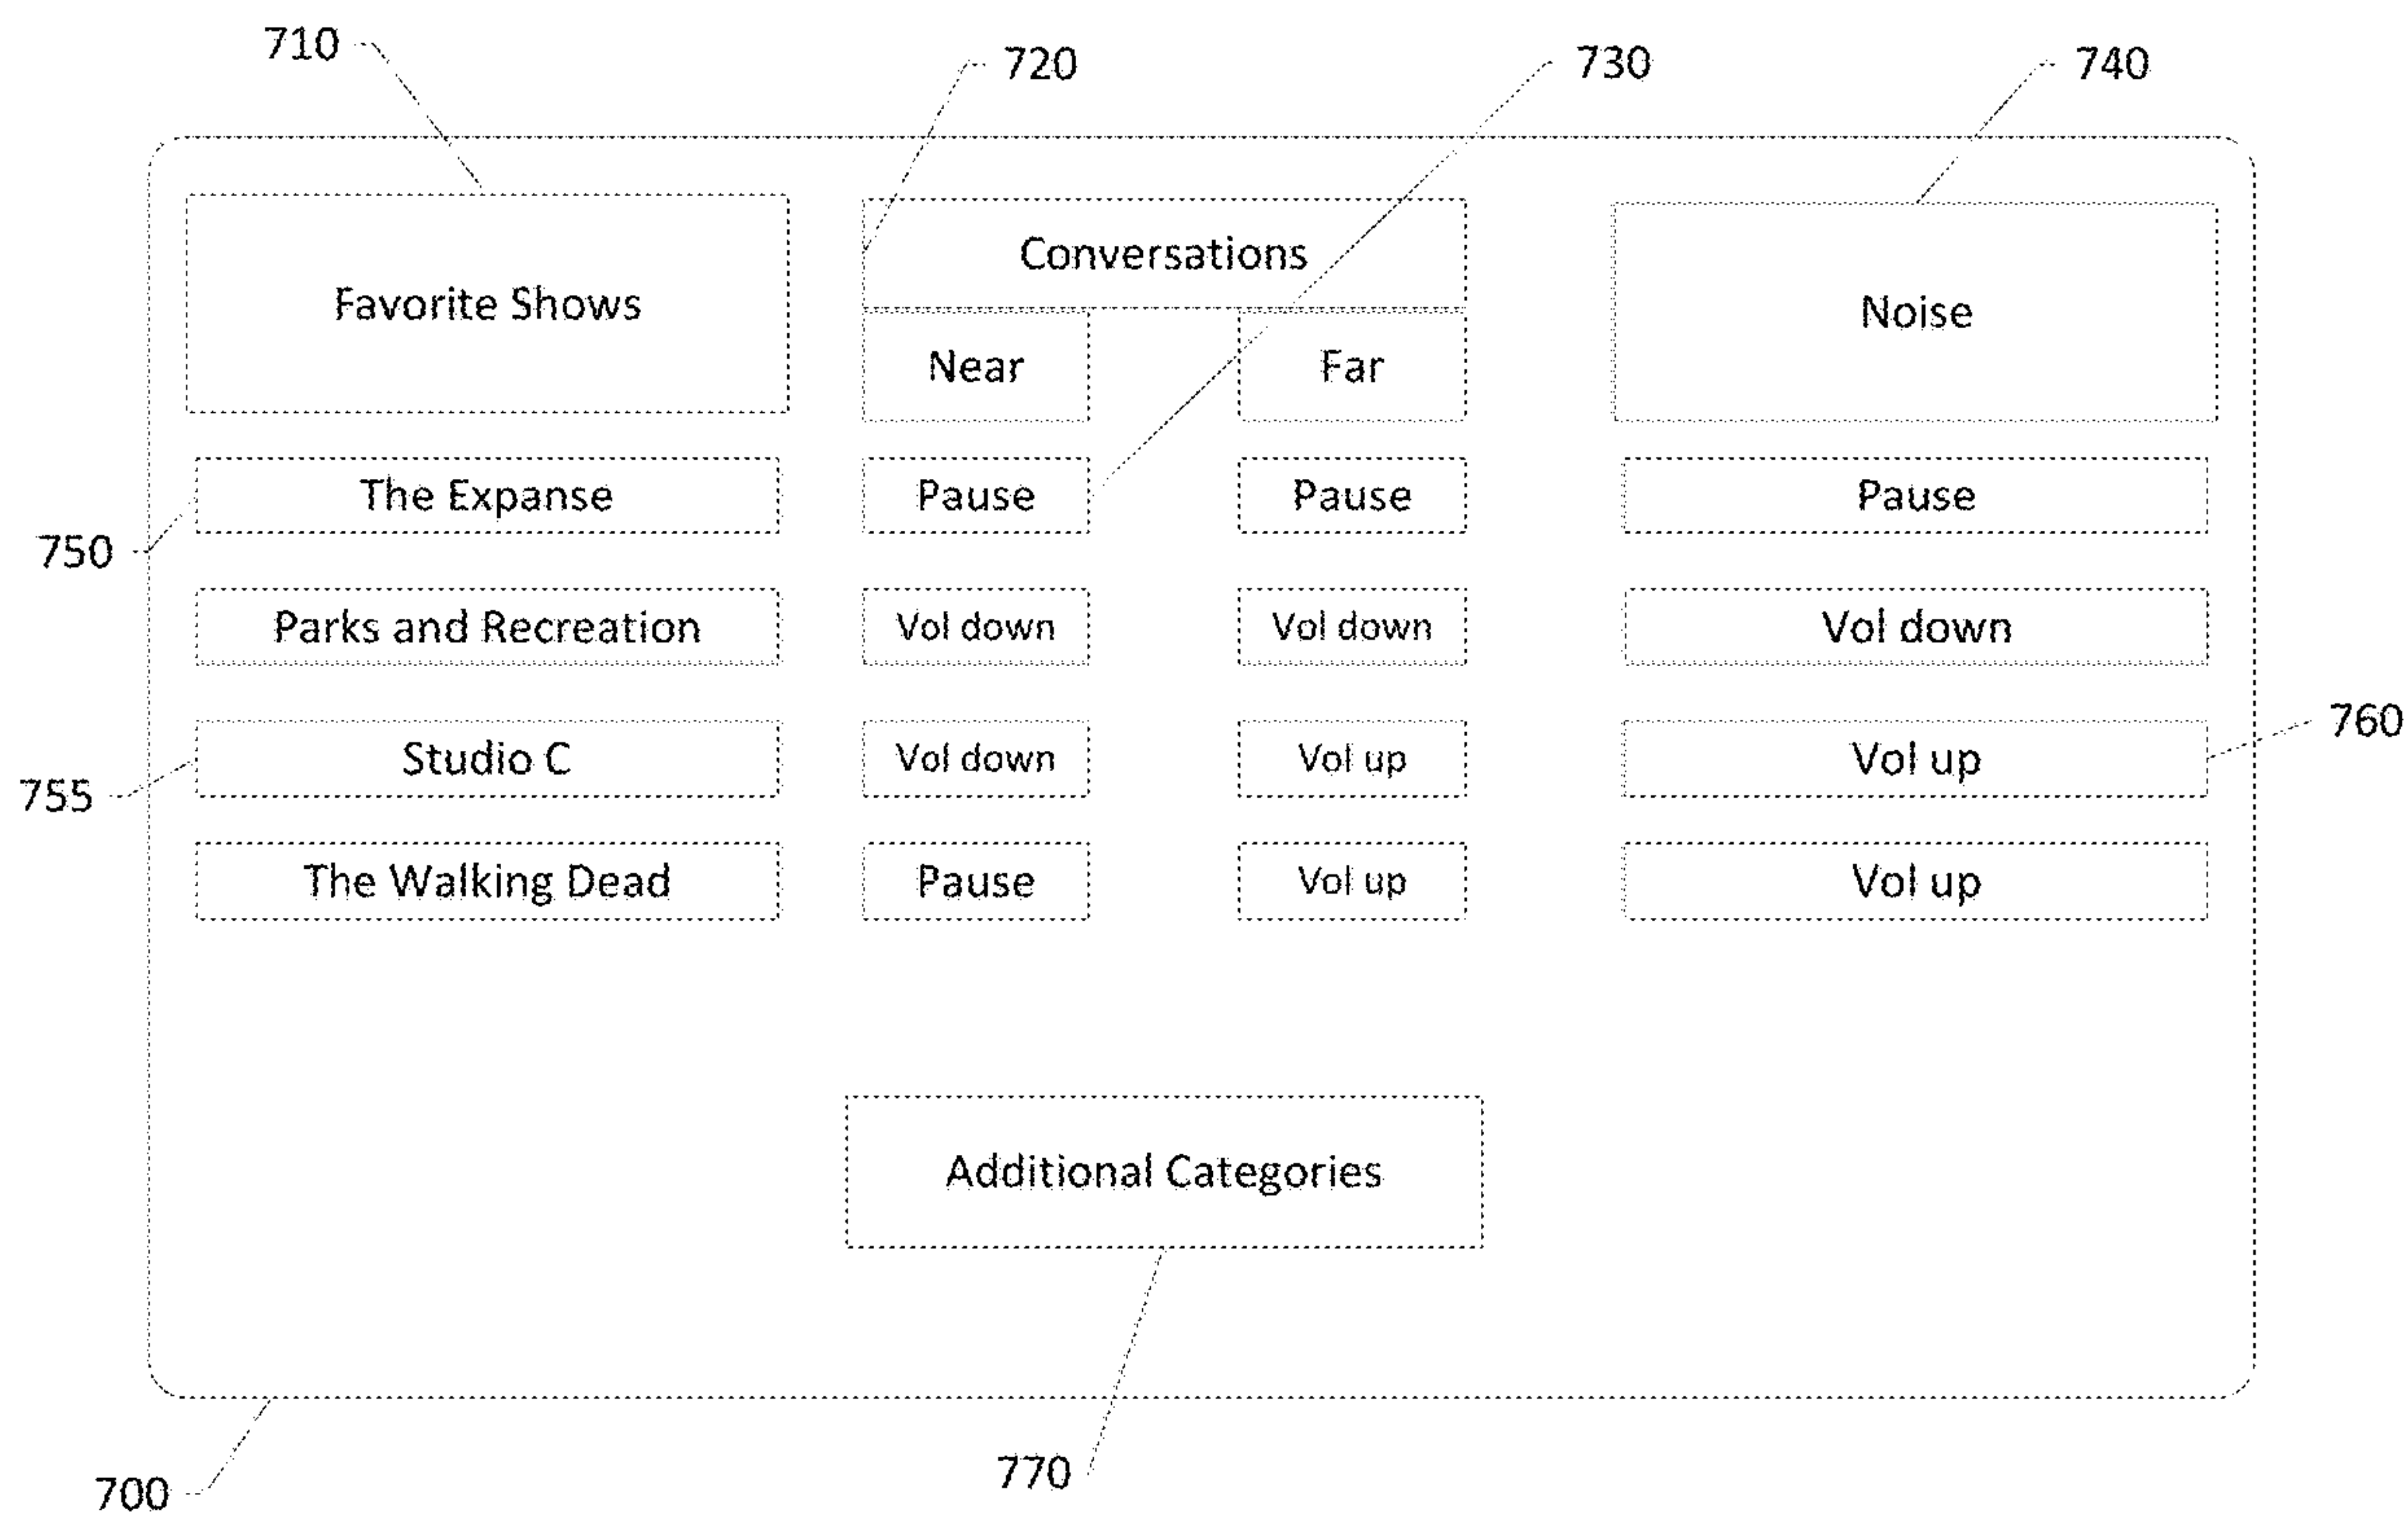 710
720
730
740
Conversations
Favorite Shows
Noise
Near
Far
The Expanse
Pause
Pause
Pause
750
Parks and Recreation
Vol down
Vol down
Vol down
760
Studio C
Vol down
Vol up
Vol up
755
The Walking Dead
Pause
Vol up
Vol up
Additional Categories
770
700